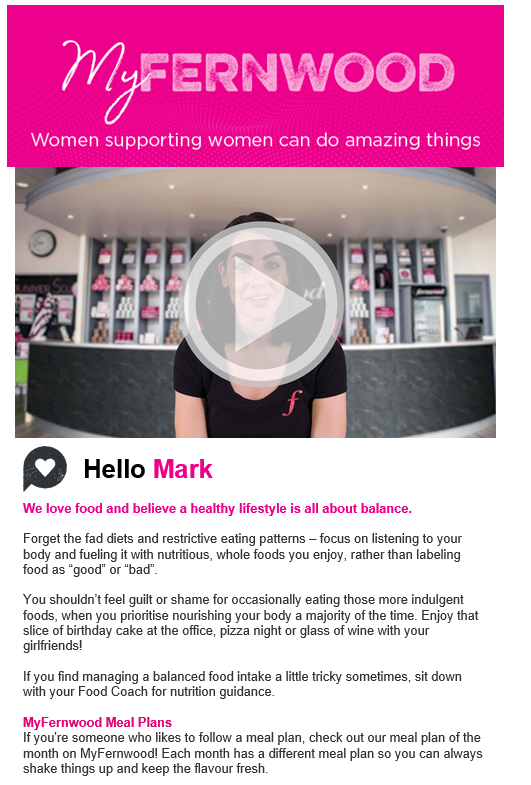 MyFERNWOOD
Women supporting women can do amazing things
Hello Mark
We love food and believe a healthy lifestyle is all about balance.
Forget the fad diets and restrictive eating patterns – focus on listening to your
body and fueling it with nutritious, whole foods you enjoy, rather than labeling
food as “good” or “bad”.
You shouldn’t feel guilt or shame for occasionally eating those more indulgent
foods, when you prioritise nourishing your body a majority of the time. Enjoy that
slice of birthday cake at the office, pizza night or glass of wine with your
girlfriends!
If you find managing a balanced food intake a little tricky sometimes, sit down
with your Food Coach for nutrition guidance.
MyFernwood Meal Plans
If you’re someone who likes to follow a meal plan, check out our meal plan of the
month on MyFernwood! Each month has a different meal plan so you can always
shake things up and keep the flavour fresh.